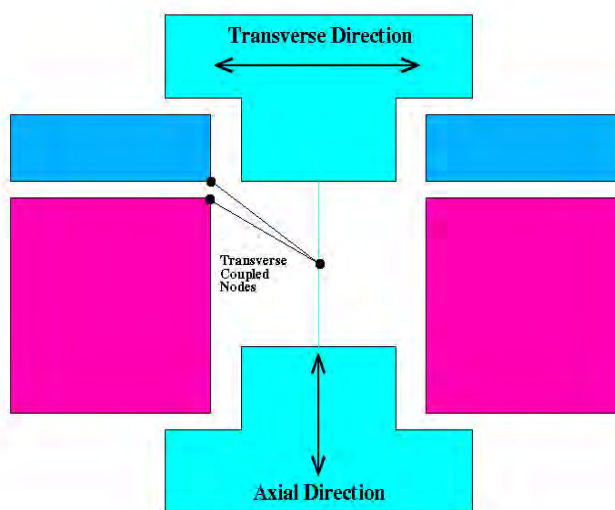 Transverse Direction
Transverse
Coupled
Nodes
Axial Direction